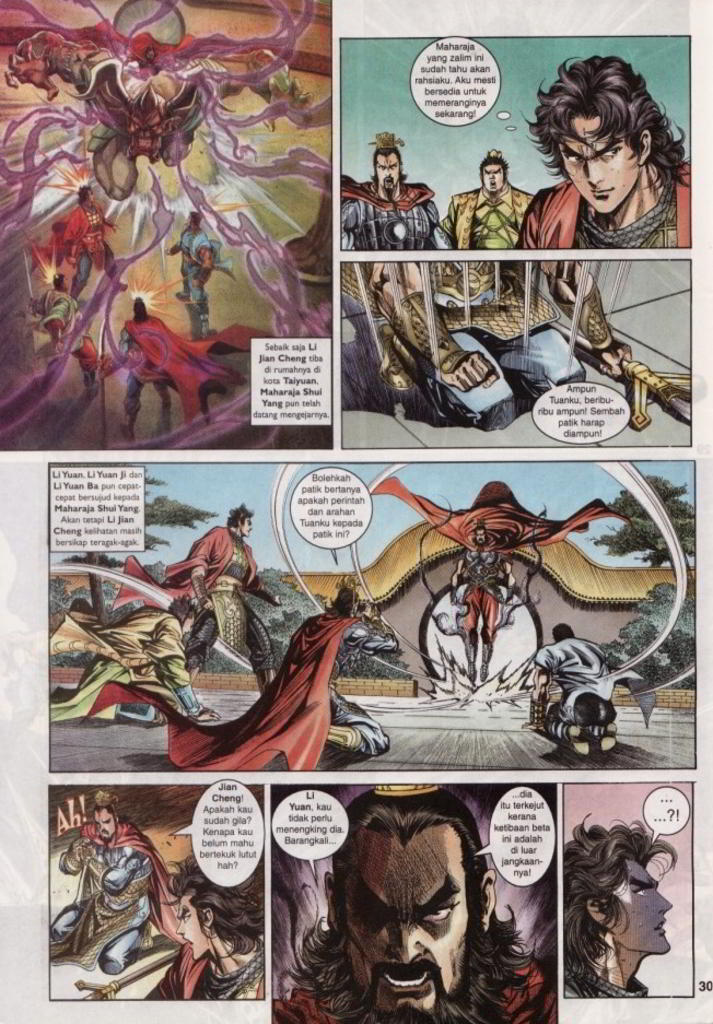 Sebaik saja Li
Jian Cheng tiba
di rumahnya di
kota Taiyuan,
Maharaja Shui
Yang pun telah
datang mengejarnya.
Maharaja
yang zalim ini
sudah tahu akan
rahsiaku. Aku mesti
bersedia untuk
memeranginya
sekarang!
Ampun
Tuanku, beribu-
ribu ampun! Sembah
patik harap
diampun!
Li Yuan, Li Yuan Ji dan
Li Yuan Ba pun cepat-
cepat bersujud kepada
Maharaja Shui Yang.
Akan tetapi Li Jian
Cheng kelihatan masih
bersikap teragak-agak.
Bolehkah
patik bertanya
apakah perintah
dan arahan
Tuanku kepada
patik ini?
Ah!
Jian
Cheng!
Apakah kau
sudah gila?
Kenapa kau
belum mahu
bertekuk lutut
hah?
Li
Yuan, kau
tidak perlu
menengking dia.
Barangkali...
...dia
itu terkejut
kerana
ketibaan beta
ini adalah
di luar
jangkaan-
nya!
...
...?!
30